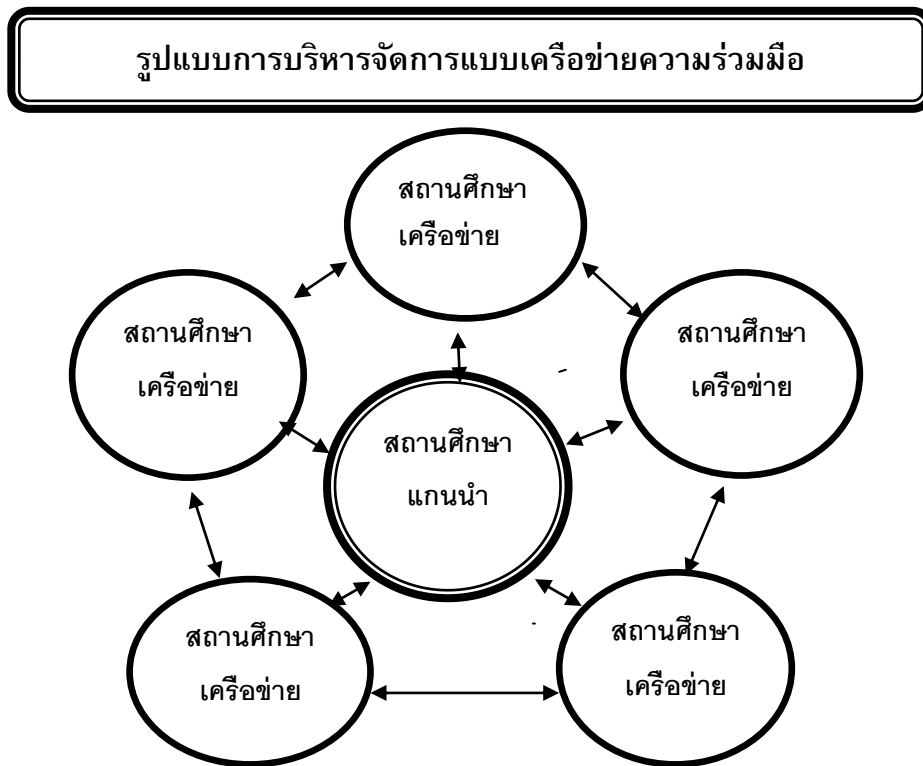 รูปแบบการบริหารจัดการแบบเครือข่ายความร่วมมือ
สถานศึกษา
เครือข่าย
สถานศึกษา
เครือข่าย
สถานศึกษา
เครือข่าย
สถานศึกษา
แกนนำ
สถานศึกษา
เครือข่าย
สถานศึกษา
เครือข่าย